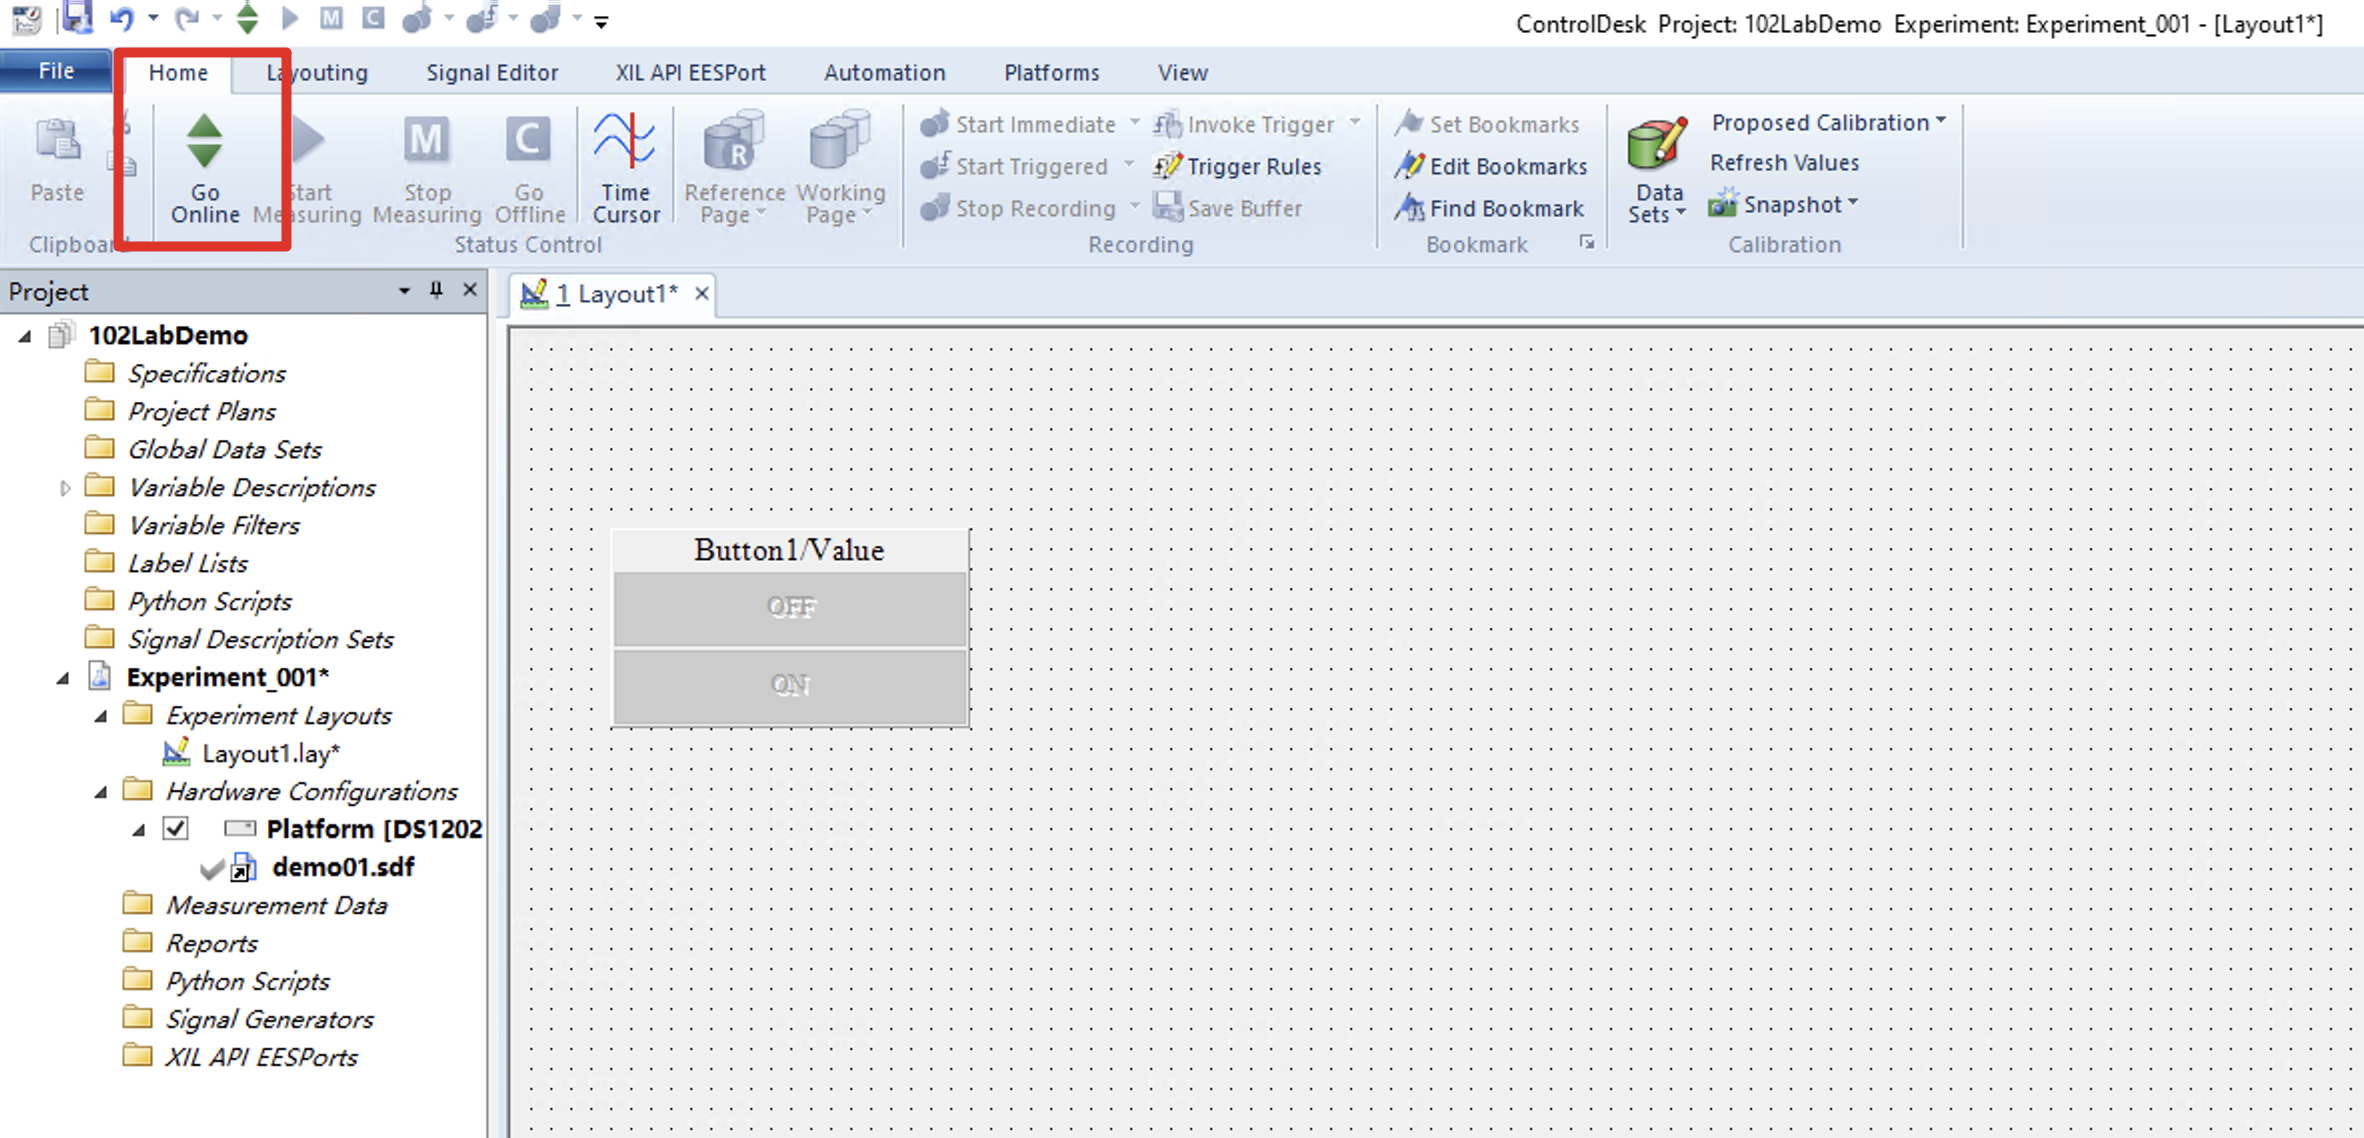 ControlDesk Project: 102LabDemo Experiment: Experiment_001 - [Layout1*]
File Home Layouting Signal Editor XIL API EESPort Automation Platforms View
Paste
Go Online
Start Measuring
Stop Measuring
Go Offline
Time Cursor
Reference Page
Working Page
Start Immediate
Start Triggered
Stop Recording
Invoke Trigger
Trigger Rules
Save Buffer
Set Bookmarks
Edit Bookmarks
Find Bookmark
Data Sets
Proposed Calibration
Refresh Values
Snapshot
Clipboard Status Control Recording Bookmark Calibration
Project
102LabDemo
Specifications
Project Plans
Global Data Sets
Variable Descriptions
Variable Filters
Label Lists
Python Scripts
Signal Description Sets
Experiment_001*
Experiment Layouts
Layout1.lay*
Hardware Configurations
Platform [DS1202
demo01.sdf
Measurement Data
Reports
Python Scripts
Signal Generators
XIL API EESPorts
1 Layout1*
Button1/Value
OFF
ON